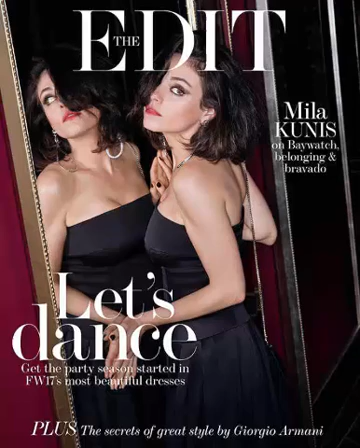 THE
EDIT
Mila
KUNIS
on Baywatch,
belonging &
bravado
Let's
dance
Get the party season started in
FW17's most beautiful dresses
PLUS The secrets of great style by Giorgio Armani